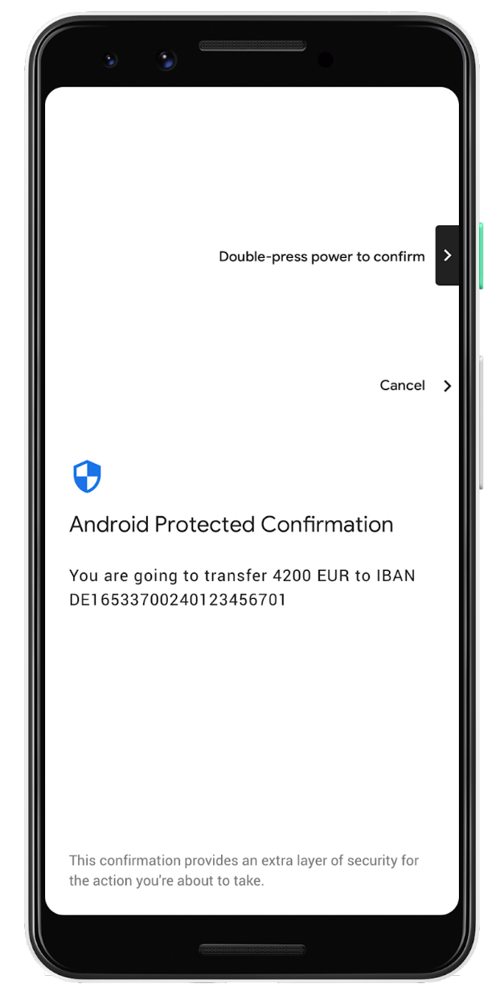 Double-press power to confirm
Cancel
Android Protected Confirmation
You are going to transfer 4200 EUR to IBAN
DE16533700240123456701
This confirmation provides an extra layer of security for
the action you're about to take.